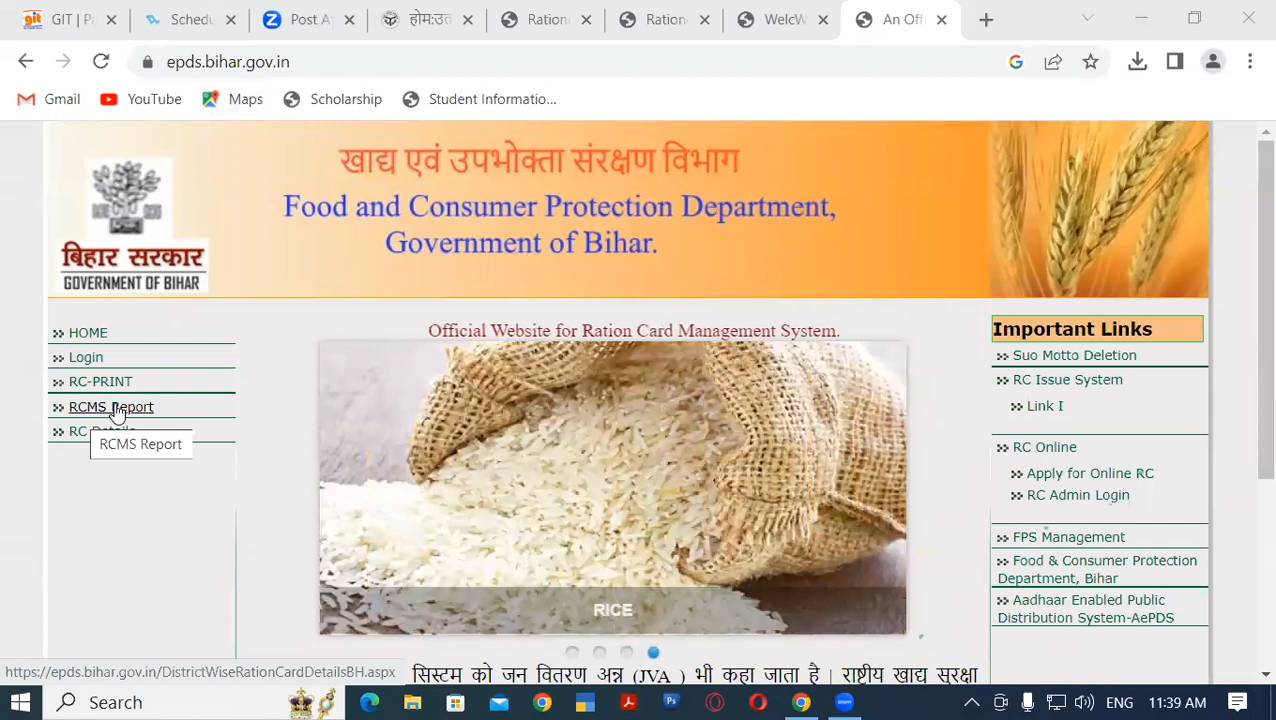 GIT | Pa
Schedu
Post A
होम:उत
Ration
Ration
WelcW
An Off
epds.bihar.gov.in
Gmail
YouTube
Maps
Scholarship
Student Informatio...
खाद्य एवं उपभोक्ता संरक्षण विभाग
Food and Consumer Protection Department,
Government of Bihar.
बिहार सरकार
GOVERNMENT OF BIHAR
HOME
Login
RC-PRINT
RCMS Report
RC Details
RCMS Report
Official Website for Ration Card Management System.
RICE
Important Links
Suo Motto Deletion
RC Issue System
Link I
RC Online
Apply for Online RC
RC Admin Login
FPS Management
Food & Consumer Protection
Department, Bihar
Aadhaar Enabled Public
Distribution System-AePDS
https://epds.bihar.gov.in/DistrictWiseRationCardDetailsBH.aspx
सिस्टम को जन वितरण अन्न (JVA ) भी कहा जाता है | राष्ट्रीय खाद्य सुरक्षा
Search
ENG
11:39 AM